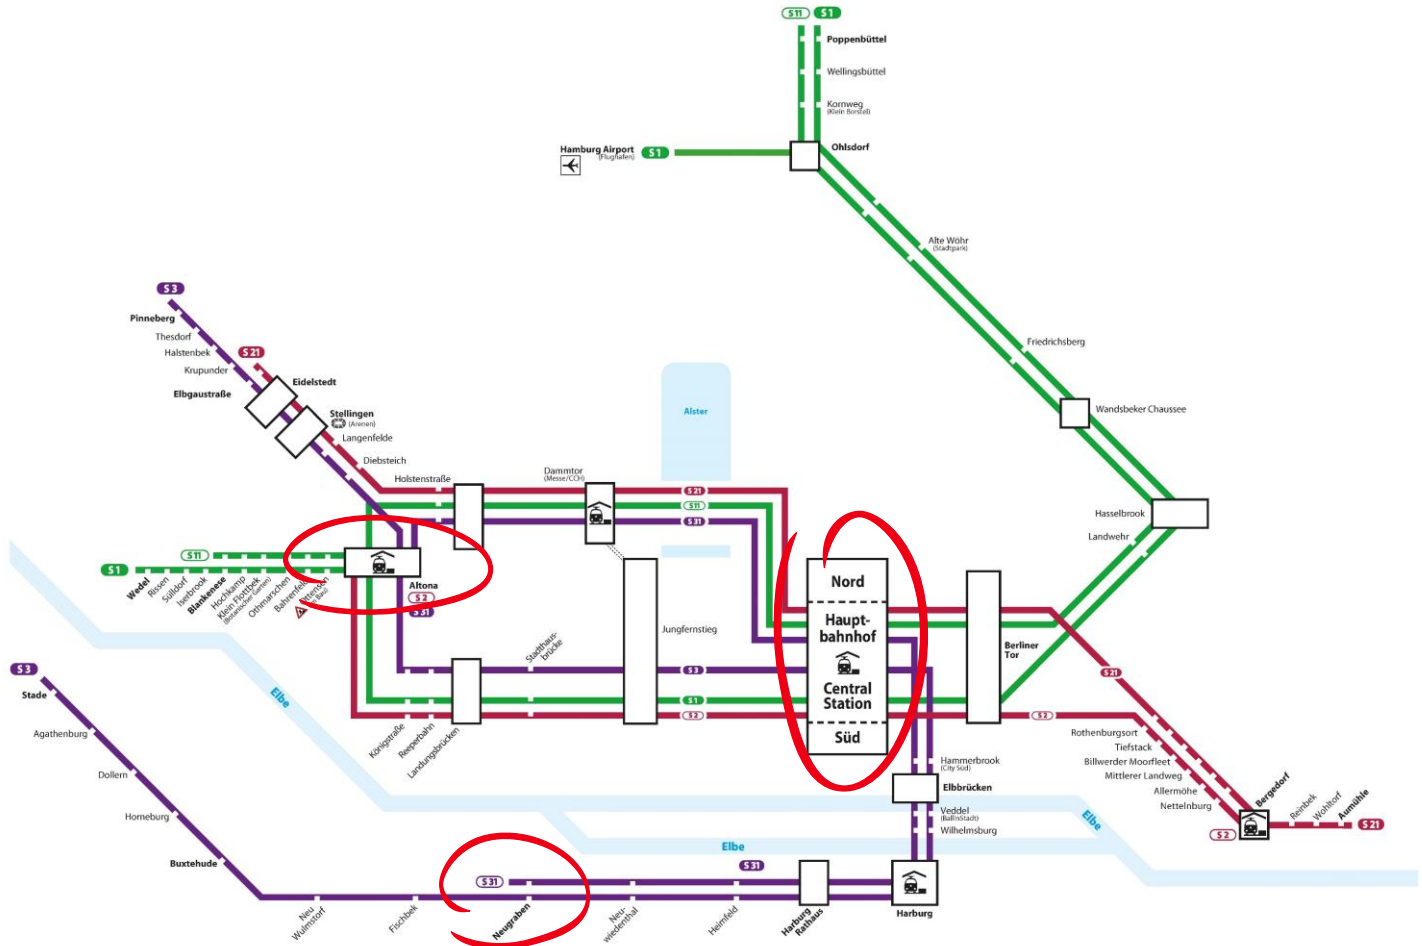 S11 S1
Poppenbüttel
Wellingsbüttel
Kornweg
(Klein Borstel)
Ohlsdorf
Hamburg Airport
(Flughafen)
S1
Alte Wöhr
(Stadtpark)
S3
Pinneberg
Thesdorf
Halstenbek
Krupunder
Elbgaustraße
S21
Eidelstedt
Stellingen
(Arenen)
Langenfelde
Diebsteich
Friedrichsberg
Wandsbeker Chaussee
Alster
Holstenstraße
Dammtor
(Messe/CCH)
S21
S11
S31
Hasselbrook
Landwehr
S11
S1
Wedel
Rissen
Sülldorf
Iserbrook
Blankenese
Hochkamp
Klein Flottbek
(Botanischer Garten)
Othmarschen
Bahrenfeld
Ottensen
Altona
S2
S31
Nord
Haupt-
bahnhof
Central
Station
Süd
Jungfernstieg
Stadthaus-
brücke
Berliner
Tor
S3
S1
S2
S21
S2
Königstraße
Reeperbahn
Landungsbrücken
Elbe
S3
Stade
Agathenburg
Dollern
Horneburg
Buxtehude
Rothenburgsort
Tiefstack
Billwerder Moorfleet
Mittlerer Landweg
Allermöhe
Nettelnburg
Bergedorf
S2
Reinbek
Wohltorf
Aumühle
S21
Hammerbrook
(City Süd)
Elbbrücken
Veddel
(BallinStadt)
Wilhelmsburg
Elbe
Elbe
S31
S31
Neu
Wulmstorf
Fischbek
Neugraben
Neu-
wiedenthal
Heimfeld
Harburg
Rathaus
Harburg